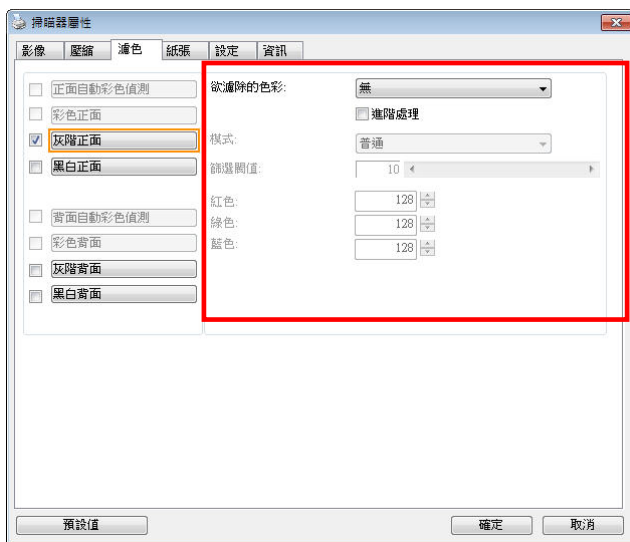 掃瞄器屬性
影像 壓縮 濾色 紙張 設定 資訊
正面自動彩色偵測
彩色正面
灰階正面
黑白正面
背面自動彩色偵測
彩色背面
灰階背面
黑白背面
欲濾除的色彩: 無
進階處理
模式: 普通
篩選閥值: 10
紅色: 128
綠色: 128
藍色: 128
預設值 確定 取消